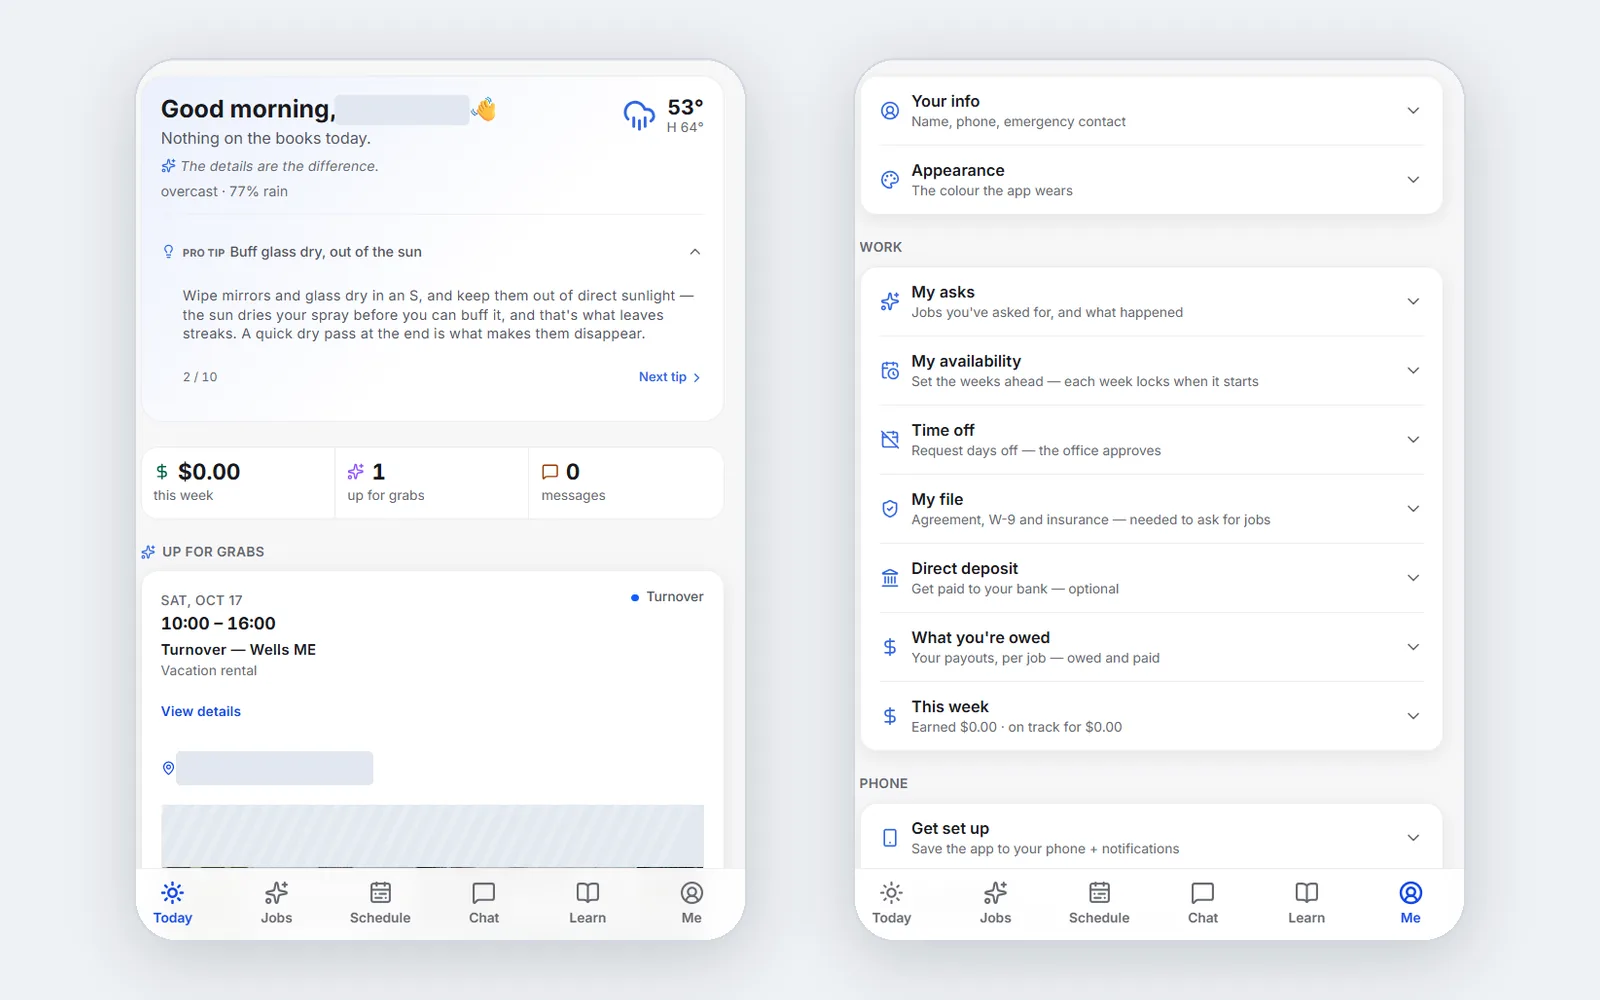 Good morning, 👋
53°
H 64°
Nothing on the books today.
The details are the difference.
overcast · 77% rain
PRO TIP Buff glass dry, out of the sun
Wipe mirrors and glass dry in an S, and keep them out of direct sunlight —
the sun dries your spray before you can buff it, and that's what leaves
streaks. A quick dry pass at the end is what makes them disappear.
2 / 10
Next tip
$0.00
this week
1
up for grabs
0
messages
UP FOR GRABS
SAT, OCT 17
Turnover
10:00 – 16:00
Turnover — Wells ME
Vacation rental
View details
Today
Jobs
Schedule
Chat
Learn
Me
Your info
Name, phone, emergency contact
Appearance
The colour the app wears
WORK
My asks
Jobs you've asked for, and what happened
My availability
Set the weeks ahead — each week locks when it starts
Time off
Request days off — the office approves
My file
Agreement, W-9 and insurance — needed to ask for jobs
Direct deposit
Get paid to your bank — optional
What you're owed
Your payouts, per job — owed and paid
This week
Earned $0.00 · on track for $0.00
PHONE
Get set up
Save the app to your phone + notifications
Today
Jobs
Schedule
Chat
Learn
Me